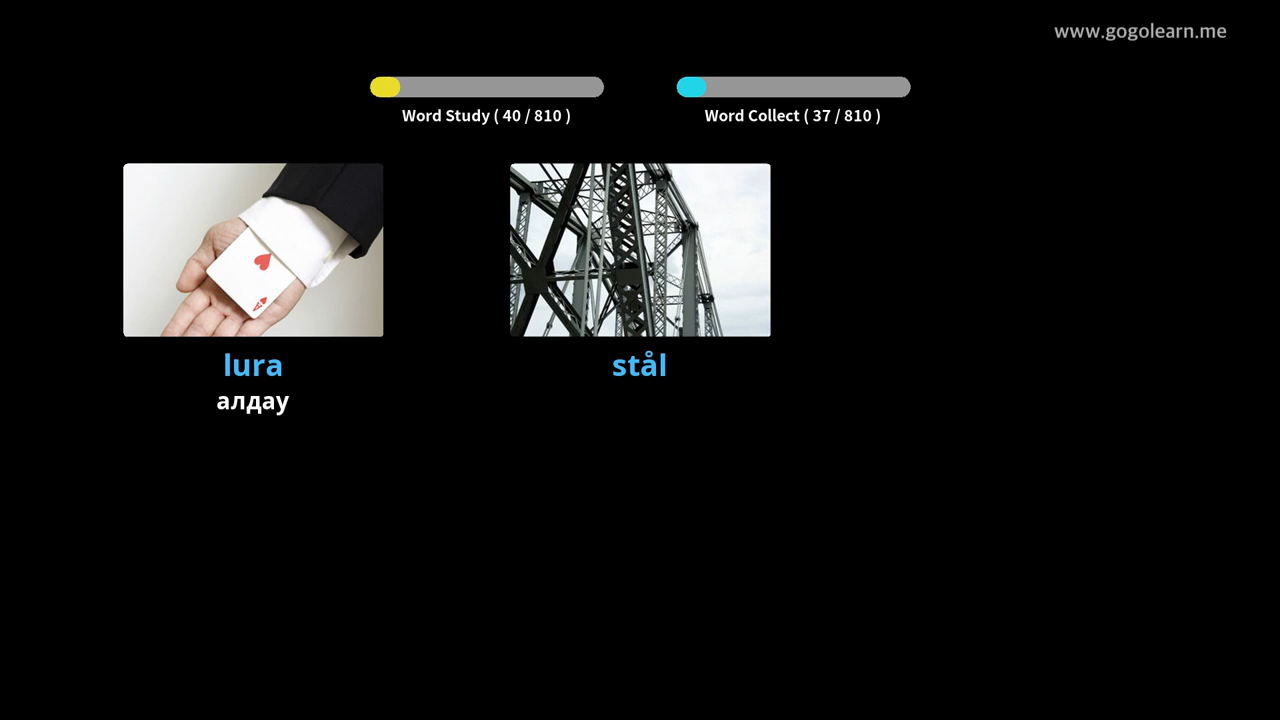 www.gogolearn.me
Word Study ( 40 / 810 )
Word Collect ( 37 / 810 )
A
lura
stål
алдау